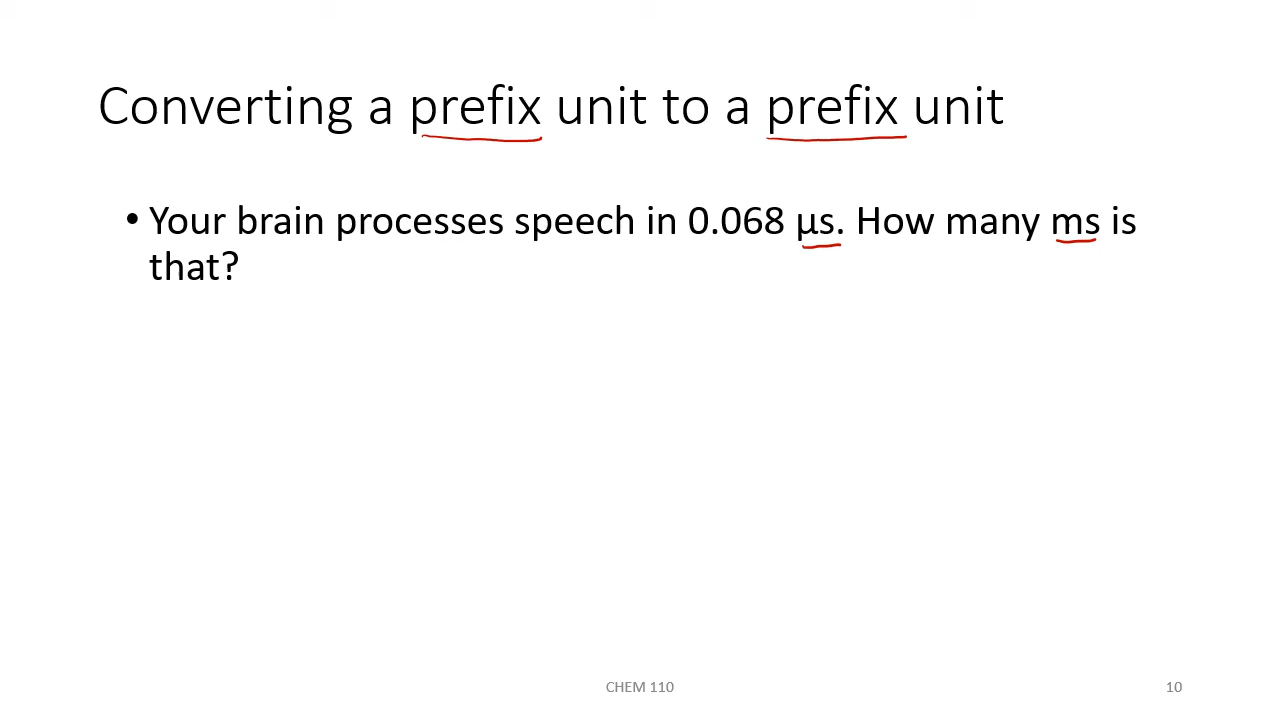 Converting a prefix unit to a prefix unit
• Your brain processes speech in 0.068 µs. How many ms is
that?
CHEM 110
10